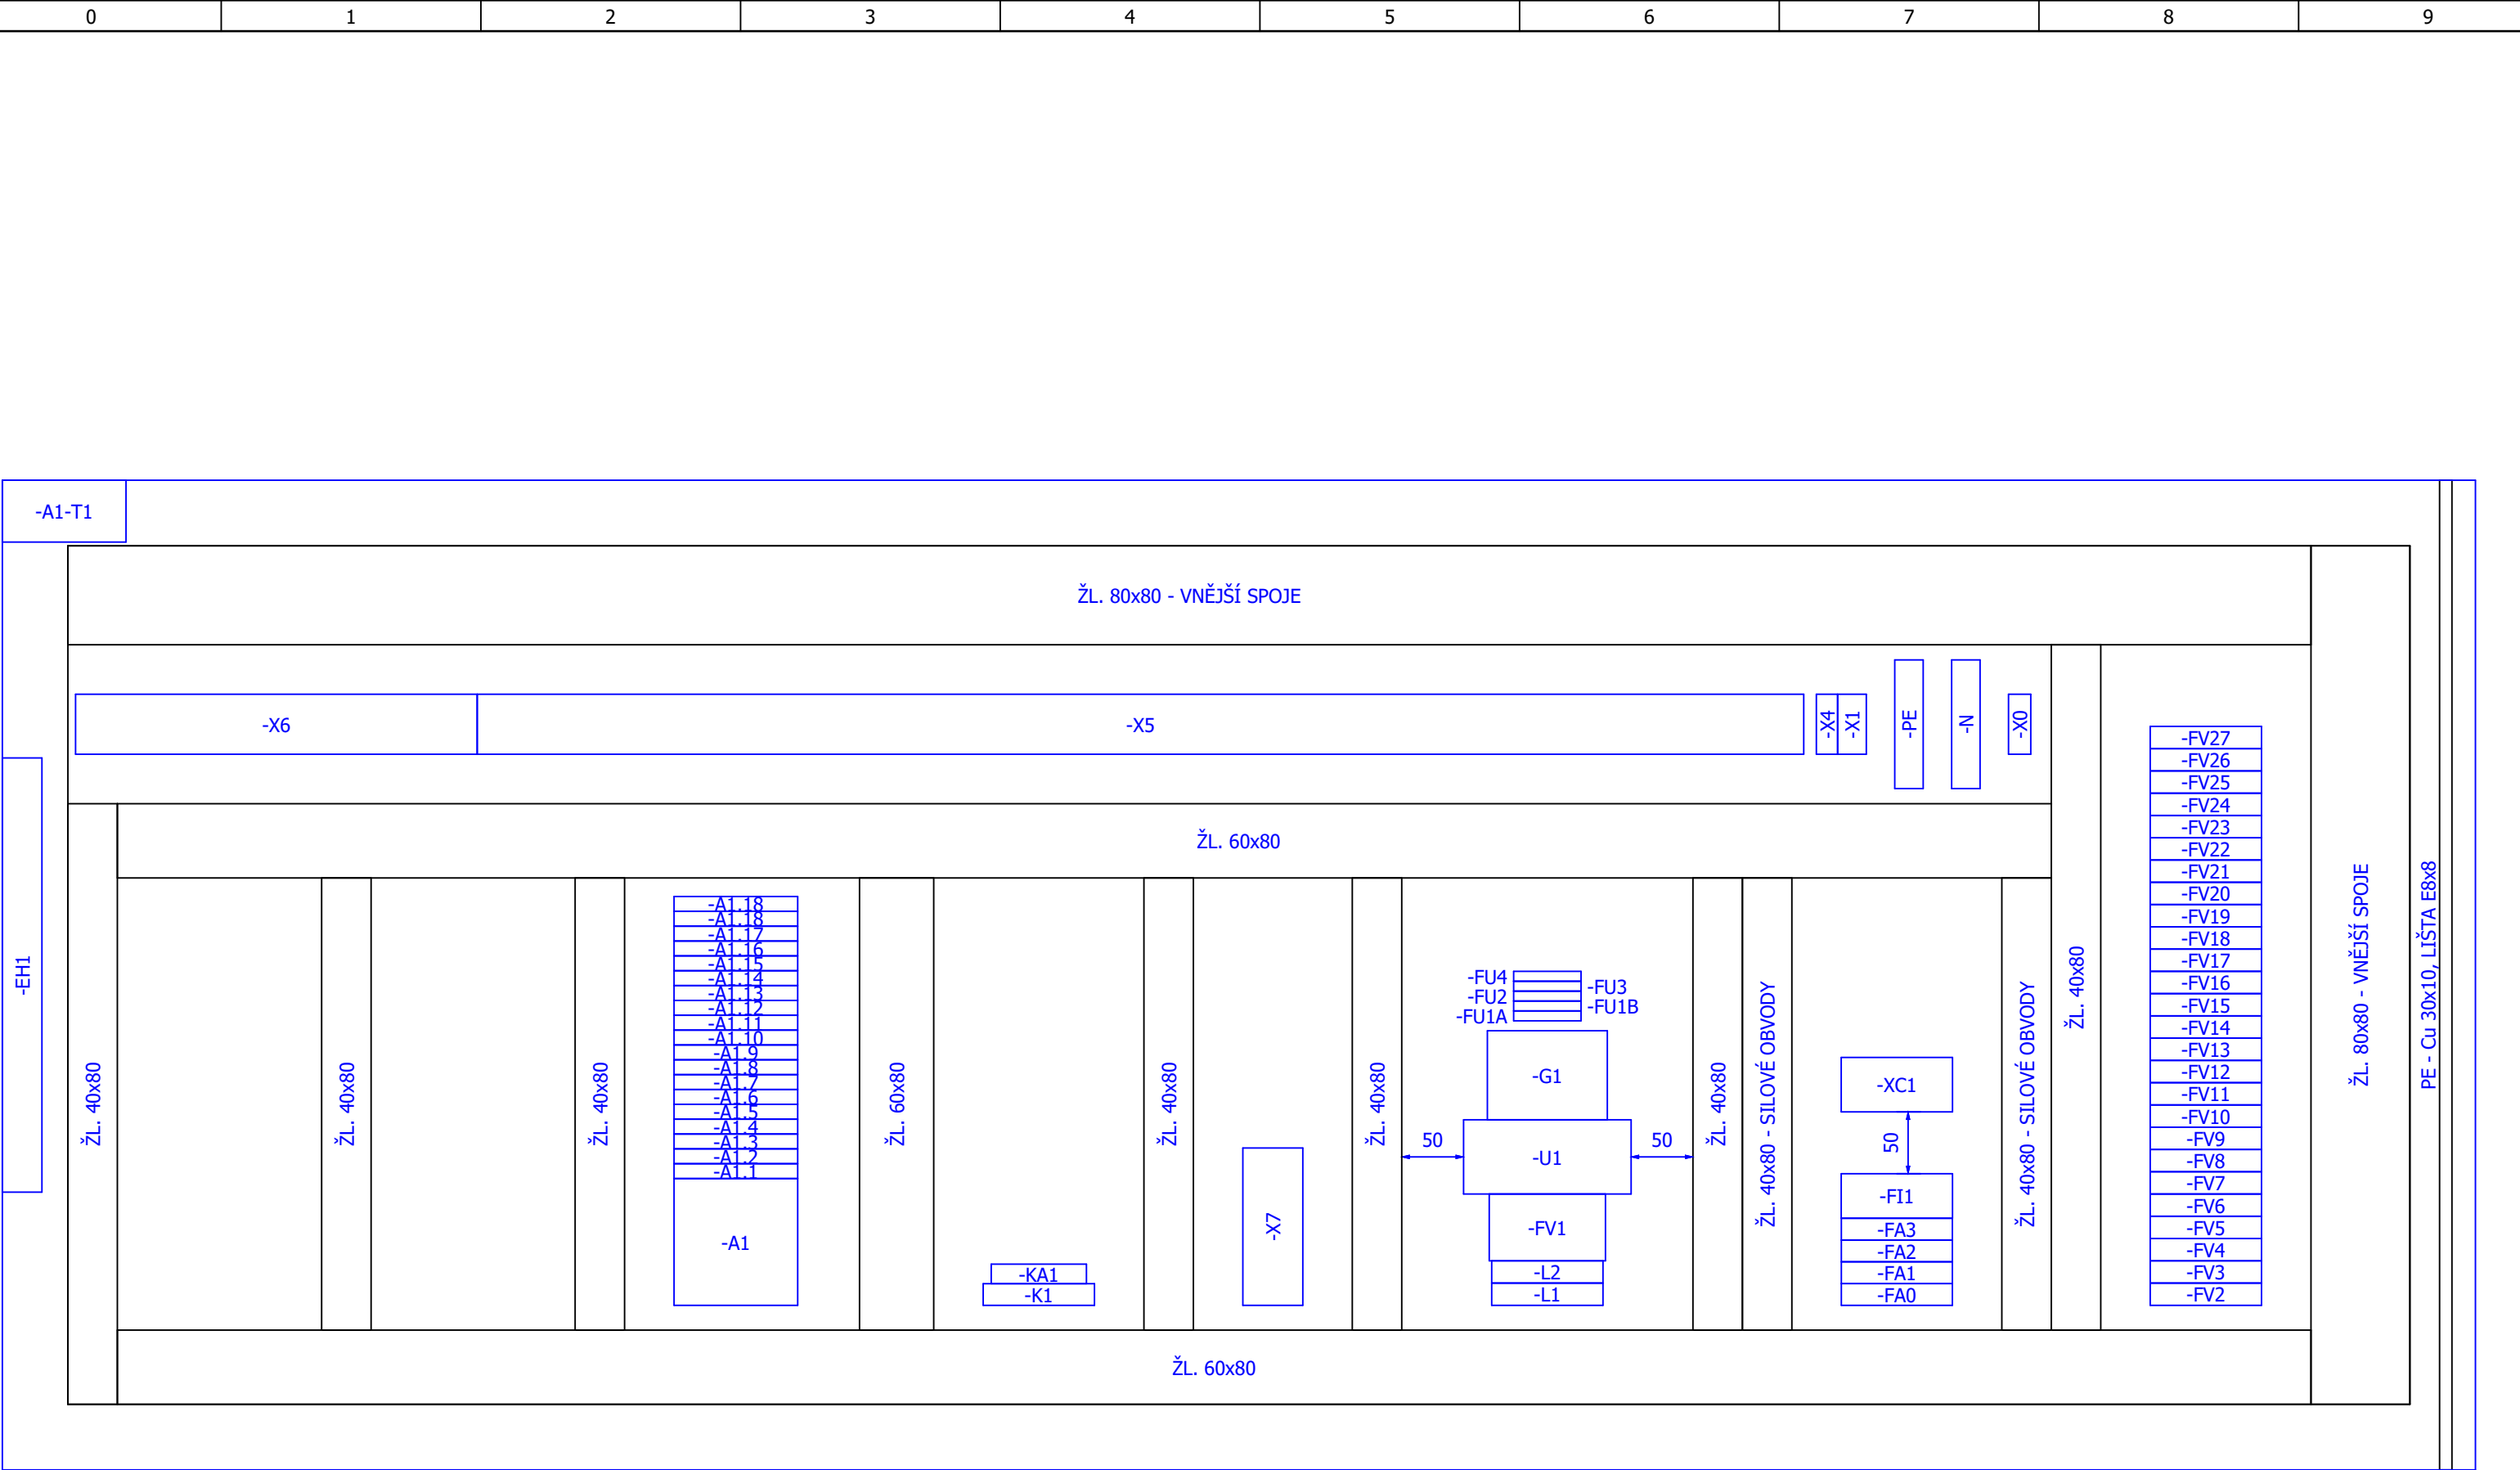 0 1 2 3 4 5 6 7 8 9
-A1-T1
ŽL. 80x80 - VNĚJŠÍ SPOJE
-X6
-X5
-X4
-X1
-PE
-N
-X0
-EH1
ŽL. 60x80
ŽL. 40x80
ŽL. 40x80
ŽL. 40x80
-A1.18
-A1.18
-A1.17
-A1.16
-A1.15
-A1.14
-A1.13
-A1.12
-A1.11
-A1.10
-A1.9
-A1.8
-A1.7
-A1.6
-A1.5
-A1.4
-A1.3
-A1.2
-A1.1
-A1
ŽL. 60x80
-KA1
-K1
ŽL. 40x80
-X7
ŽL. 40x80
-FU4
-FU3
-FU2
-FU1B
-FU1A
-G1
50
-U1
50
-FV1
-L2
-L1
ŽL. 40x80
ŽL. 40x80 - SILOVÉ OBVODY
-XC1
50
-FI1
-FA3
-FA2
-FA1
-FA0
ŽL. 40x80 - SILOVÉ OBVODY
ŽL. 40x80
-FV27
-FV26
-FV25
-FV24
-FV23
-FV22
-FV21
-FV20
-FV19
-FV18
-FV17
-FV16
-FV15
-FV14
-FV13
-FV12
-FV11
-FV10
-FV9
-FV8
-FV7
-FV6
-FV5
-FV4
-FV3
-FV2
ŽL. 80x80 - VNĚJŠÍ SPOJE
PE - Cu 30x10, LIŠTA E8x8
ŽL. 60x80